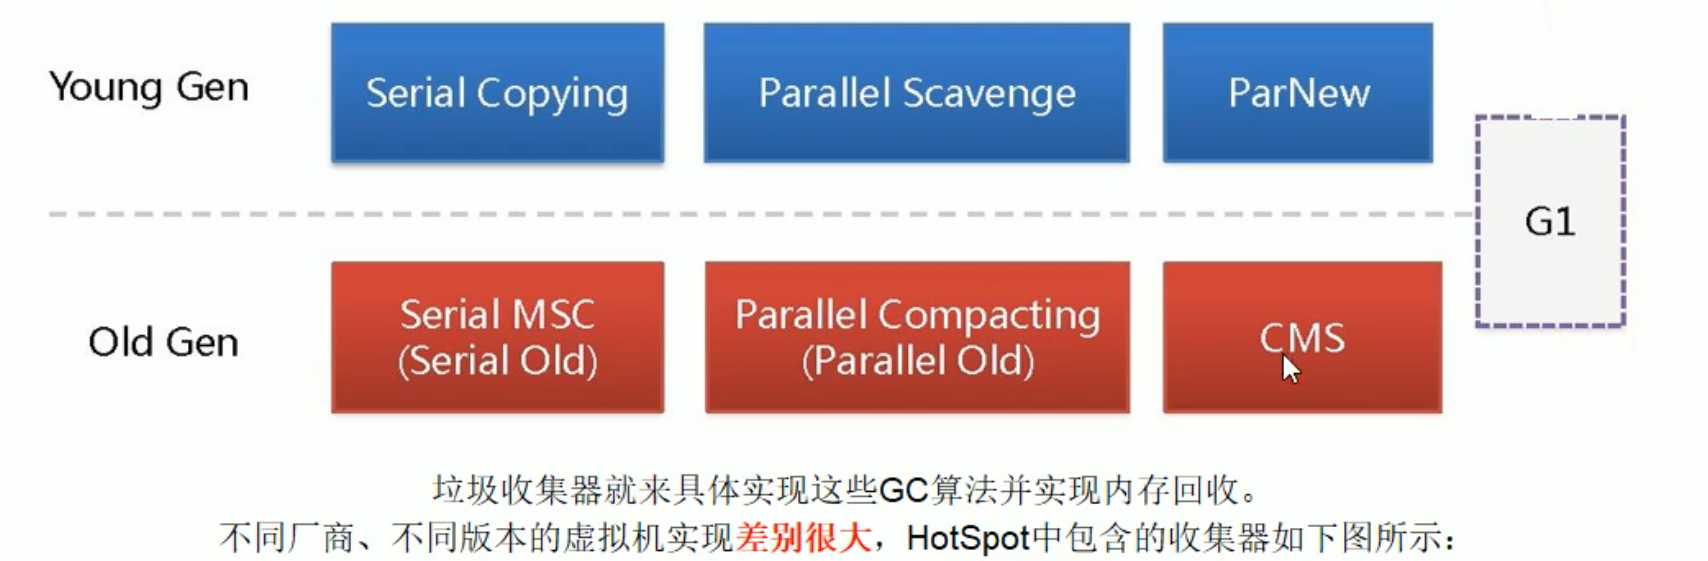 Young Gen
Serial Copying
Parallel Scavenge
ParNew
G1
Old Gen
Serial MSC
(Serial Old)
Parallel Compacting
(Parallel Old)
CMS
垃圾收集器就来具体实现这些GC算法并实现内存回收。
不同厂商、不同版本的虚拟机实现差别很大，HotSpot中包含的收集器如下图所示：